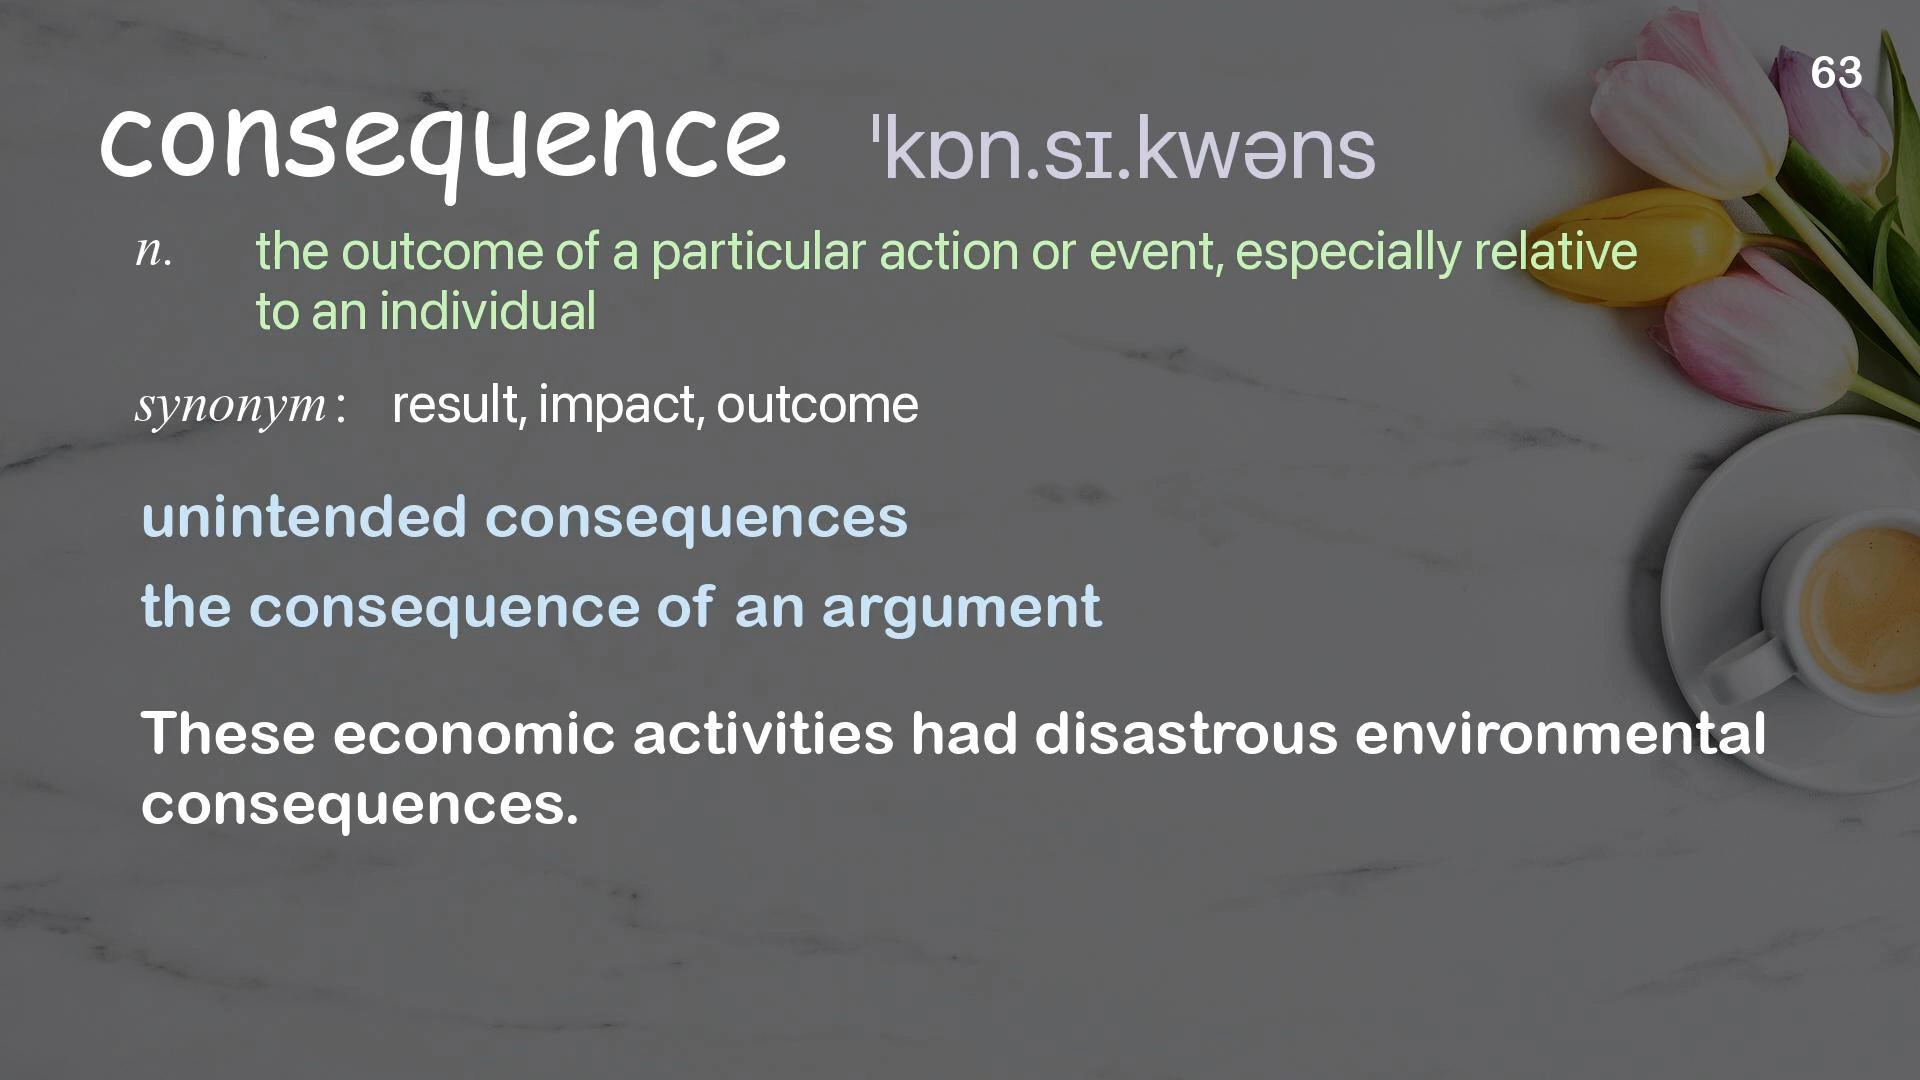 63
consequence ˈkɒn.sɪ.kwəns
n. the outcome of a particular action or event, especially relative
to an individual
synonym: result, impact, outcome
unintended consequences
the consequence of an argument
These economic activities had disastrous environmental
consequences.